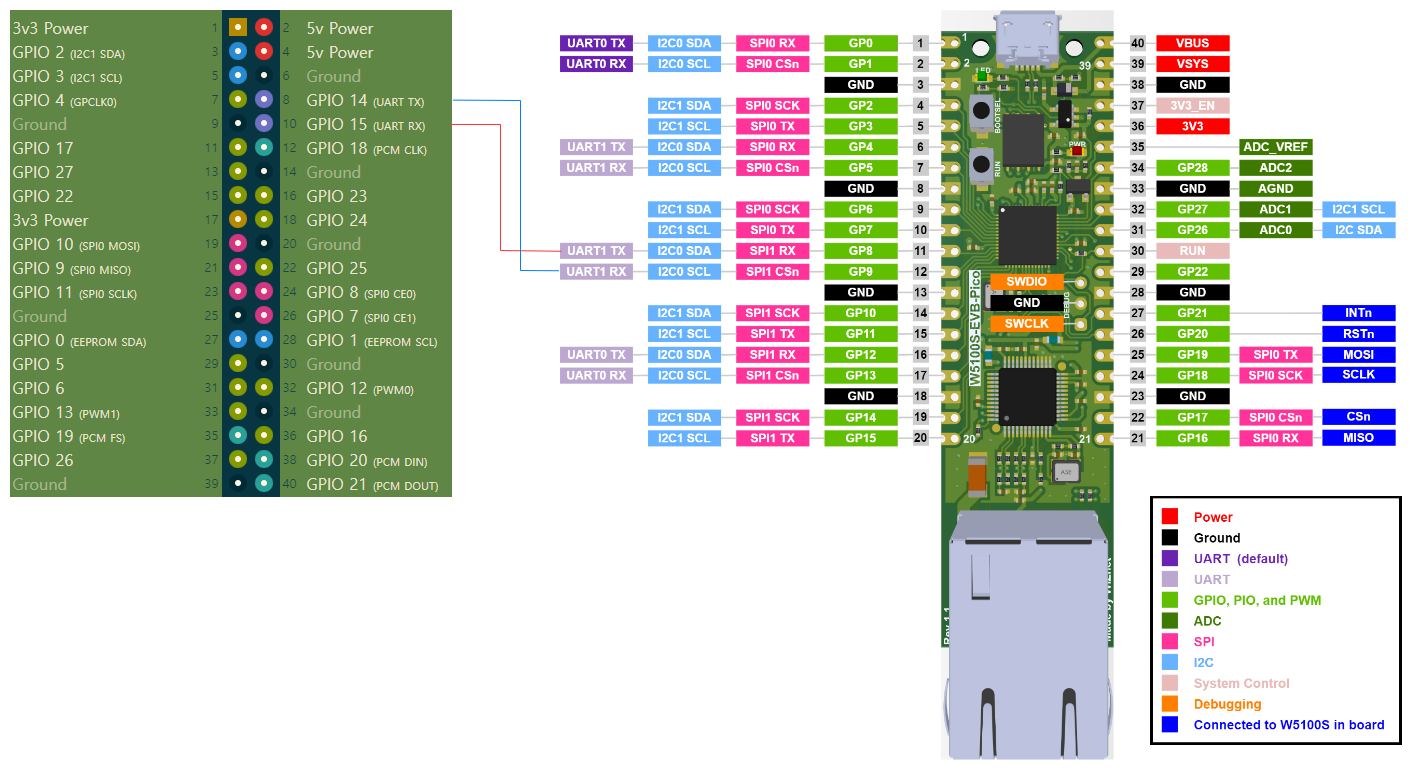 3v3 Power 1 2 5v Power
GPIO 2 (I2C1 SDA) 3 4 5v Power
GPIO 3 (I2C1 SCL) 5 6 Ground
GPIO 4 (GPCLK0) 7 8 GPIO 14 (UART TX)
Ground 9 10 GPIO 15 (UART RX)
GPIO 17 11 12 GPIO 18 (PCM CLK)
GPIO 27 13 14 Ground
GPIO 22 15 16 GPIO 23
3v3 Power 17 18 GPIO 24
GPIO 10 (SPI0 MOSI) 19 20 Ground
GPIO 9 (SPI0 MISO) 21 22 GPIO 25
GPIO 11 (SPI0 SCLK) 23 24 GPIO 8 (SPI0 CE0)
Ground 25 26 GPIO 7 (SPI0 CE1)
GPIO 0 (EEPROM SDA) 27 28 GPIO 1 (EEPROM SCL)
GPIO 5 29 30 Ground
GPIO 6 31 32 GPIO 12 (PWM0)
GPIO 13 (PWM1) 33 34 Ground
GPIO 19 (PCM FS) 35 36 GPIO 16
GPIO 26 37 38 GPIO 20 (PCM DIN)
Ground 39 40 GPIO 21 (PCM DOUT)
UART0 TX I2C0 SDA SPI0 RX GP0 1
UART0 RX I2C0 SCL SPI0 CSn GP1 2
GND 3
I2C1 SDA SPI0 SCK GP2 4
I2C1 SCL SPI0 TX GP3 5
UART1 TX I2C0 SDA SPI0 RX GP4 6
UART1 RX I2C0 SCL SPI0 CSn GP5 7
GND 8
I2C1 SDA SPI0 SCK GP6 9
I2C1 SCL SPI0 TX GP7 10
UART1 TX I2C0 SDA SPI1 RX GP8 11
UART1 RX I2C0 SCL SPI1 CSn GP9 12
GND 13
I2C1 SDA SPI1 SCK GP10 14
I2C1 SCL SPI1 TX GP11 15
UART0 TX I2C0 SDA SPI1 RX GP12 16
UART0 RX I2C0 SCL SPI1 CSn GP13 17
GND 18
I2C1 SDA SPI1 SCK GP14 19
I2C1 SCL SPI1 TX GP15 20
1
2
39
LED
BOOTSEL
PWR
RUN
SWDIO
GND
SWCLK
DEBUG
W5100S-EVB-Pico
20
21
ASE
Rev 1.1
Made by WIZnet
40 VBUS
39 VSYS
38 GND
37 3V3_EN
36 3V3
35 ADC_VREF
34 GP28 ADC2
33 GND AGND
32 GP27 ADC1 I2C1 SCL
31 GP26 ADC0 I2C SDA
30 RUN
29 GP22
28 GND
27 GP21 INTn
26 GP20 RSTn
25 GP19 SPI0 TX MOSI
24 GP18 SPI0 SCK SCLK
23 GND
22 GP17 SPI0 CSn CSn
21 GP16 SPI0 RX MISO
Power
Ground
UART (default)
UART
GPIO, PIO, and PWM
ADC
SPI
I2C
System Control
Debugging
Connected to W5100S in board